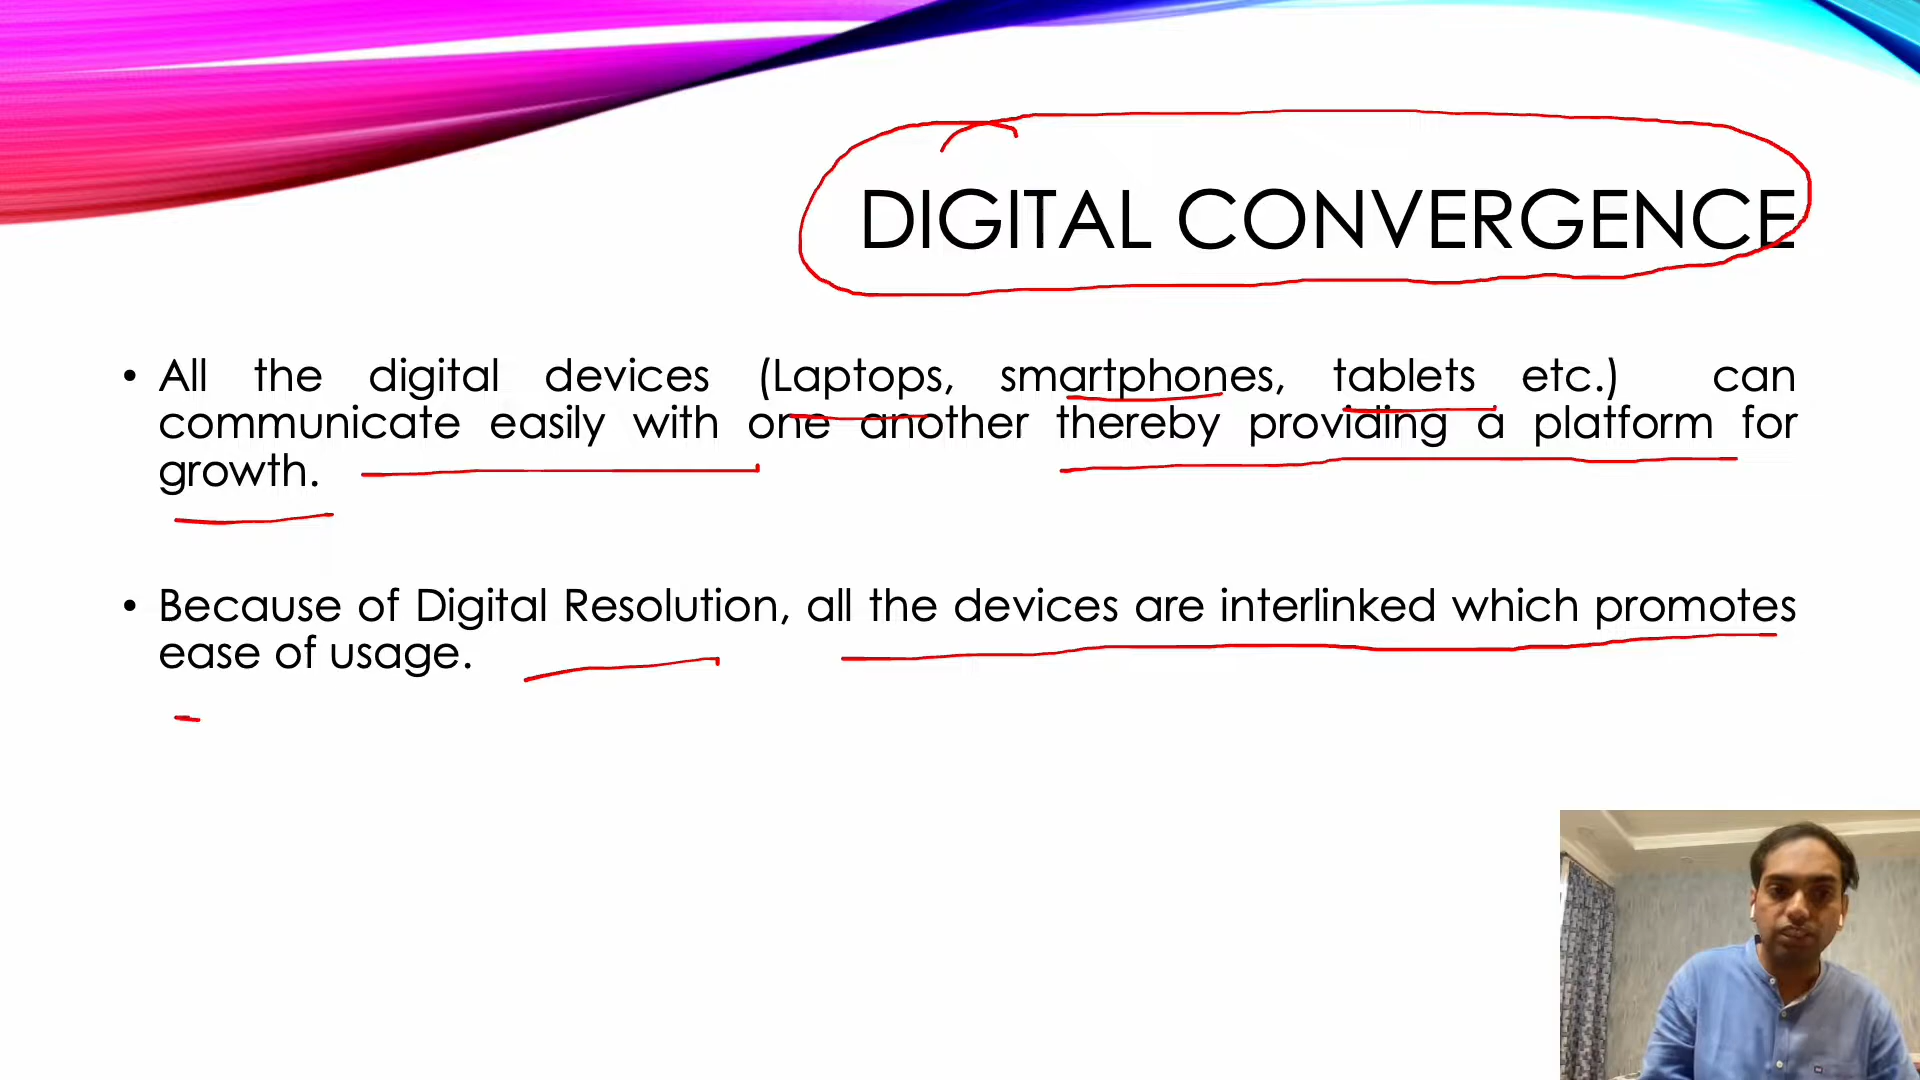 DIGITAL CONVERGENCE
• All the digital devices (Laptops, smartphones, tablets etc.) can
communicate easily with one another thereby providing a platform for
growth.
• Because of Digital Resolution, all the devices are interlinked which promotes
ease of usage.